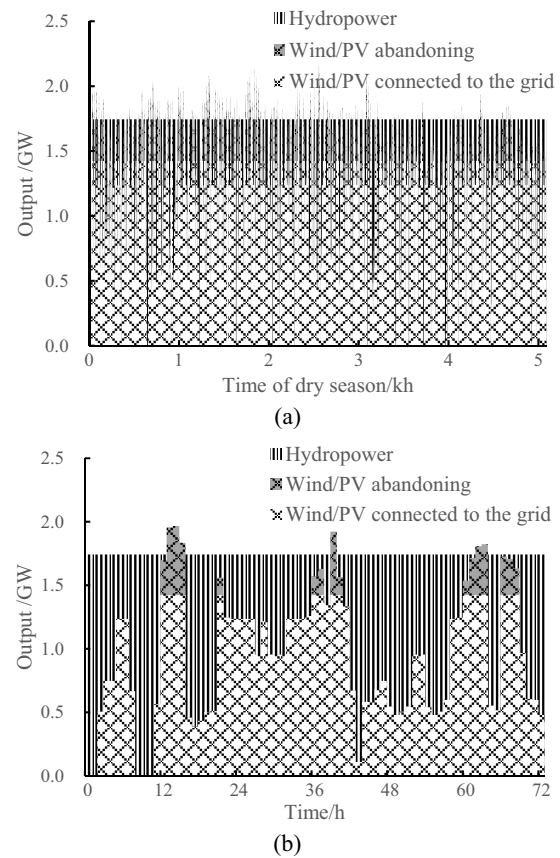 2.5
2.0
1.5
1.0
0.5
0.0
Output /GW
Hydropower
Wind/PV abandoning
Wind/PV connected to the grid
0 1 2 3 4 5
Time of dry season/kh
(a)
2.5
2.0
1.5
1.0
0.5
0.0
Output /GW
Hydropower
Wind/PV abandoning
Wind/PV connected to the grid
0 12 24 36 48 60 72
Time/h
(b)